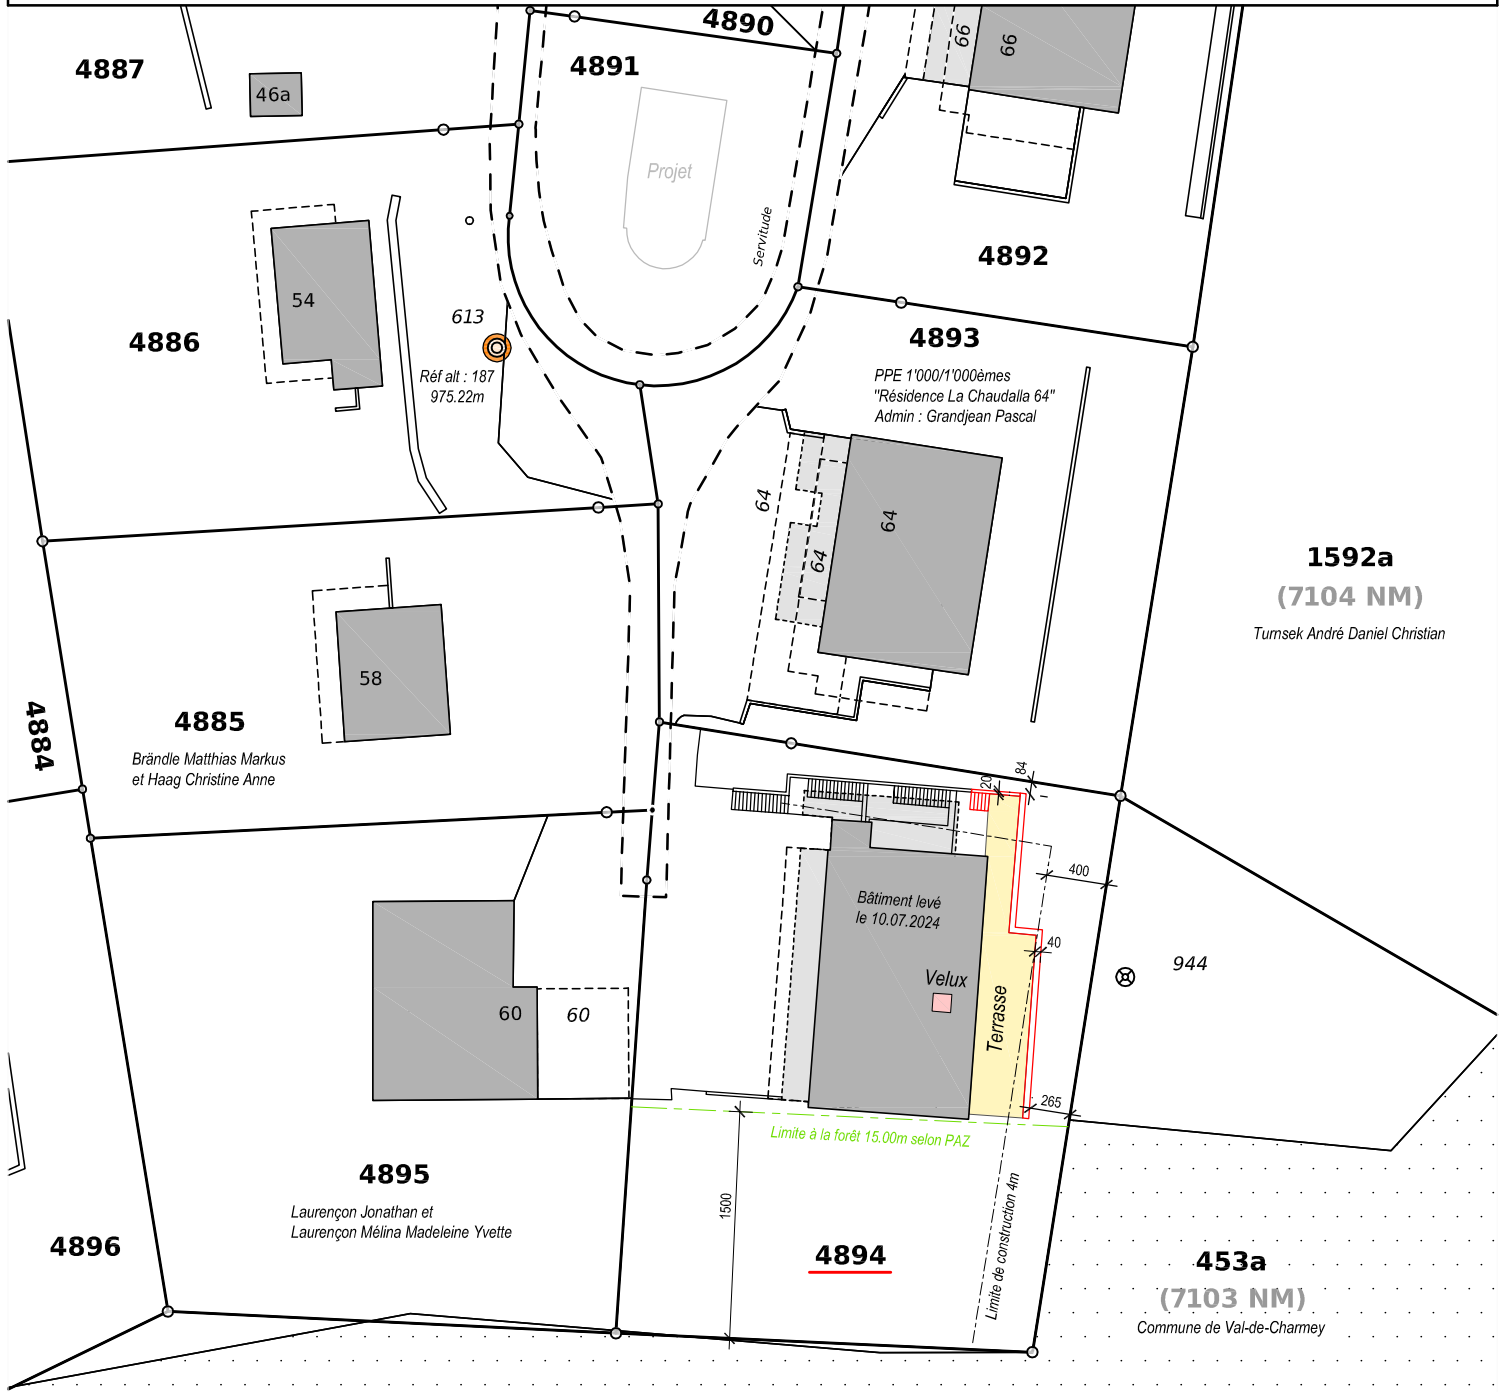 4890
4887
4891
46a
66
66
Projet
Servitude
4892
54
613
4886
4893
Réf alt : 187
975.22m
PPE 1'000/1'000èmes
"Résidence La Chaudalla 64"
Admin : Grandjean Pascal
64
64
64
1592a
(7104 NM)
Turnsek André Daniel Christian
58
4884
4885
Brändle Matthias Markus
et Haag Christine Anne
20
84
400
Bâtiment levé
le 10.07.2024
40
944
Velux
Terrasse
60
60
265
Limite à la forêt 15.00m selon PAZ
4895
1500
Laurençon Jonathan et
Laurençon Mélina Madeleine Yvette
Limite de construction 4m
4896
4894
453a
(7103 NM)
Commune de Val-de-Charmey